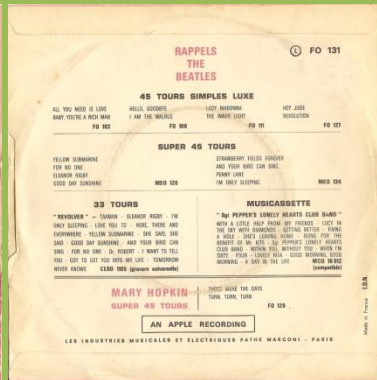 RAPPELS
THE
BEATLES
L FO 131
45 TOURS SIMPLES LUXE
ALL YOU NEED IS LOVE
BABY, YOU'RE A RICH MAN
FO 103
HELLO, GOODBYE
I AM THE WALRUS
FO 106
LADY MADONNA
THE INNER LIGHT
FO 111
HEY JUDE
REVOLUTION
FO 127
SUPER 45 TOURS
YELLOW SUBMARINE
FOR NO ONE
ELEANOR RIGBY
GOOD DAY SUNSHINE
MEO 126
STRAWBERRY FIELDS FOREVER
AND YOUR BIRD CAN SING
PENNY LANE
I'M ONLY SLEEPING
MEO 134
33 TOURS
"REVOLVER" - TAXMAN - ELEANOR RIGBY - I'M
ONLY SLEEPING - LOVE YOU TO - HERE, THERE AND
EVERYWHERE - YELLOW SUBMARINE - SHE SAID, SHE
SAID - GOOD DAY SUNSHINE - AND YOUR BIRD CAN
SING - FOR NO ONE - Dr. ROBERT - I WANT TO TELL
YOU - GOT TO GET YOU INTO MY LIFE - TOMORROW
NEVER KNOWS CLSO 1105 (gravure universelle)
MUSICASSETTE
"Sgt PEPPER'S LONELY HEARTS CLUB BAND"
WITH A LITTLE HELP FROM MY FRIENDS - LUCY IN
THE SKY WITH DIAMONDS - GETTING BETTER - FIXING
A HOLE - SHE'S LEAVING HOME - BEING FOR THE
BENEFIT OF Mr. KITE - Sgt PEPPER'S LONELY HEARTS
CLUB BAND - WITHIN YOU, WITHOUT YOU - WHEN I'M
SIXTY, FOUR - LOVELY RITA - GOOD MORNING, GOOD
MORNING - A DAY IN THE LIFE
(compatible)
MARY HOPKIN
SUPER 45 TOURS
THOSE WERE THE DAYS
TURN, TURN, TURN
FO 128
AN APPLE RECORDING
LES INDUSTRIES MUSICALES ET ELECTRIQUES PATHE MARCONI - PARIS
Made in France
I.D.N.